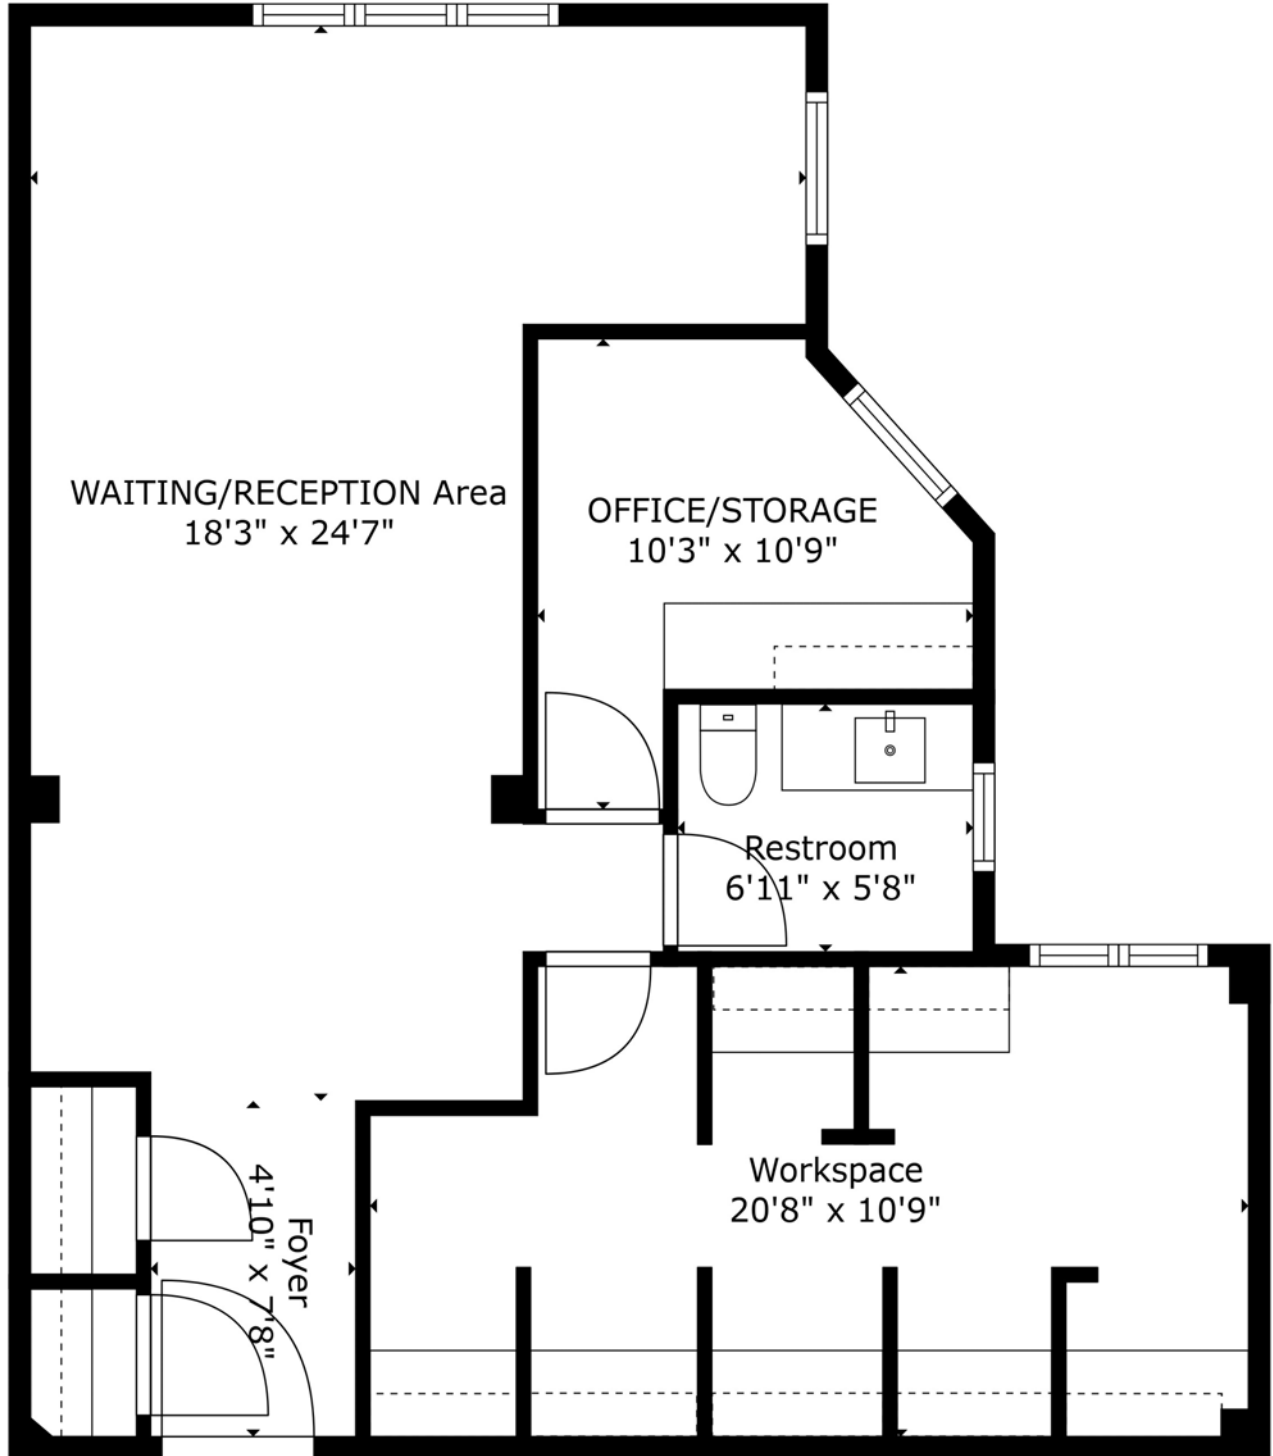 WAITING/RECEPTION Area
18'3" x 24'7"
OFFICE/STORAGE
10'3" x 10'9"
Restroom
6'11" x 5'8"
Workspace
20'8" x 10'9"
Foyer
4'10" x 7'8"